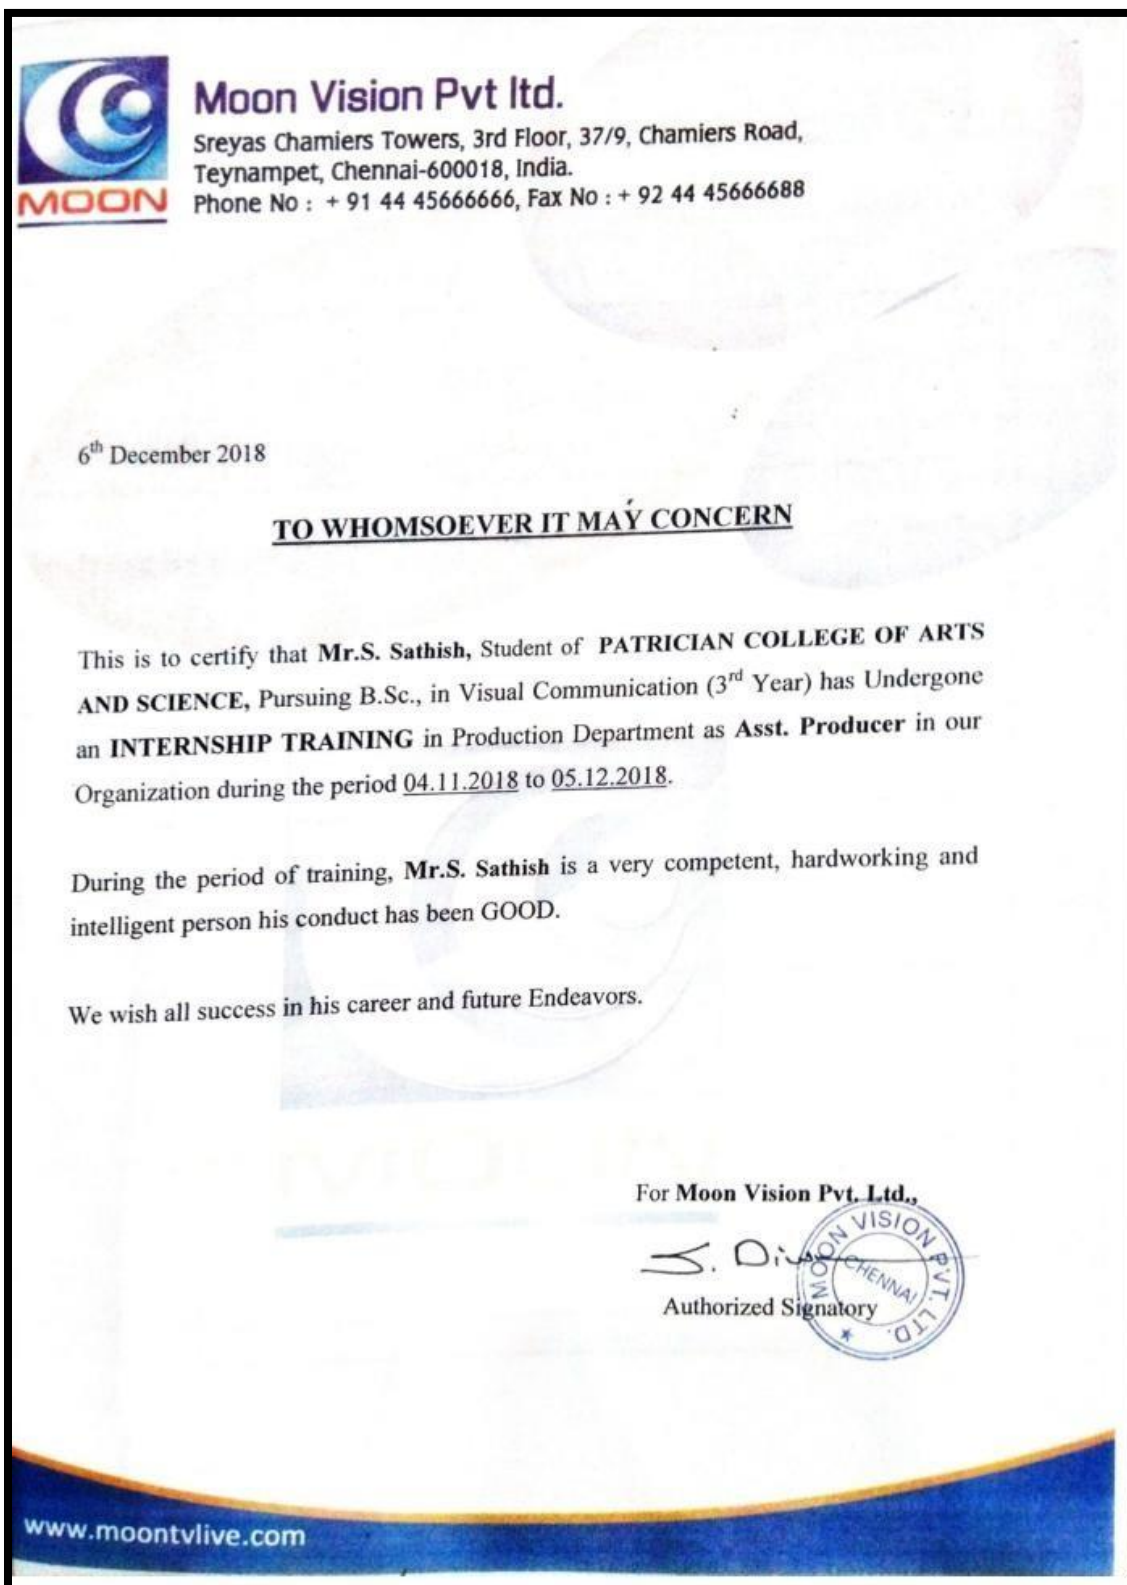 Moon Vision Pvt ltd.
Sreyas Chamiers Towers, 3rd Floor, 37/9, Chamiers Road,
Teynampet, Chennai-600018, India.
MOON
Phone No : + 91 44 45666666, Fax No : + 92 44 45666688
6th December 2018
TO WHOMSOEVER IT MAY CONCERN
This is to certify that Mr.S. Sathish, Student of PATRICIAN COLLEGE OF ARTS
AND SCIENCE, Pursuing B.Sc., in Visual Communication (3rd Year) has Undergone
an INTERNSHIP TRAINING in Production Department as Asst. Producer in our
Organization during the period 04.11.2018 to 05.12.2018.
During the period of training, Mr.S. Sathish is a very competent, hardworking and
intelligent person his conduct has been GOOD.
We wish all success in his career and future Endeavors.
MOON
For Moon Vision Pvt. Ltd.,
MOON VISION PVT. LTD.
CHENNAI
Authorized Signatory
www.moontvlive.com